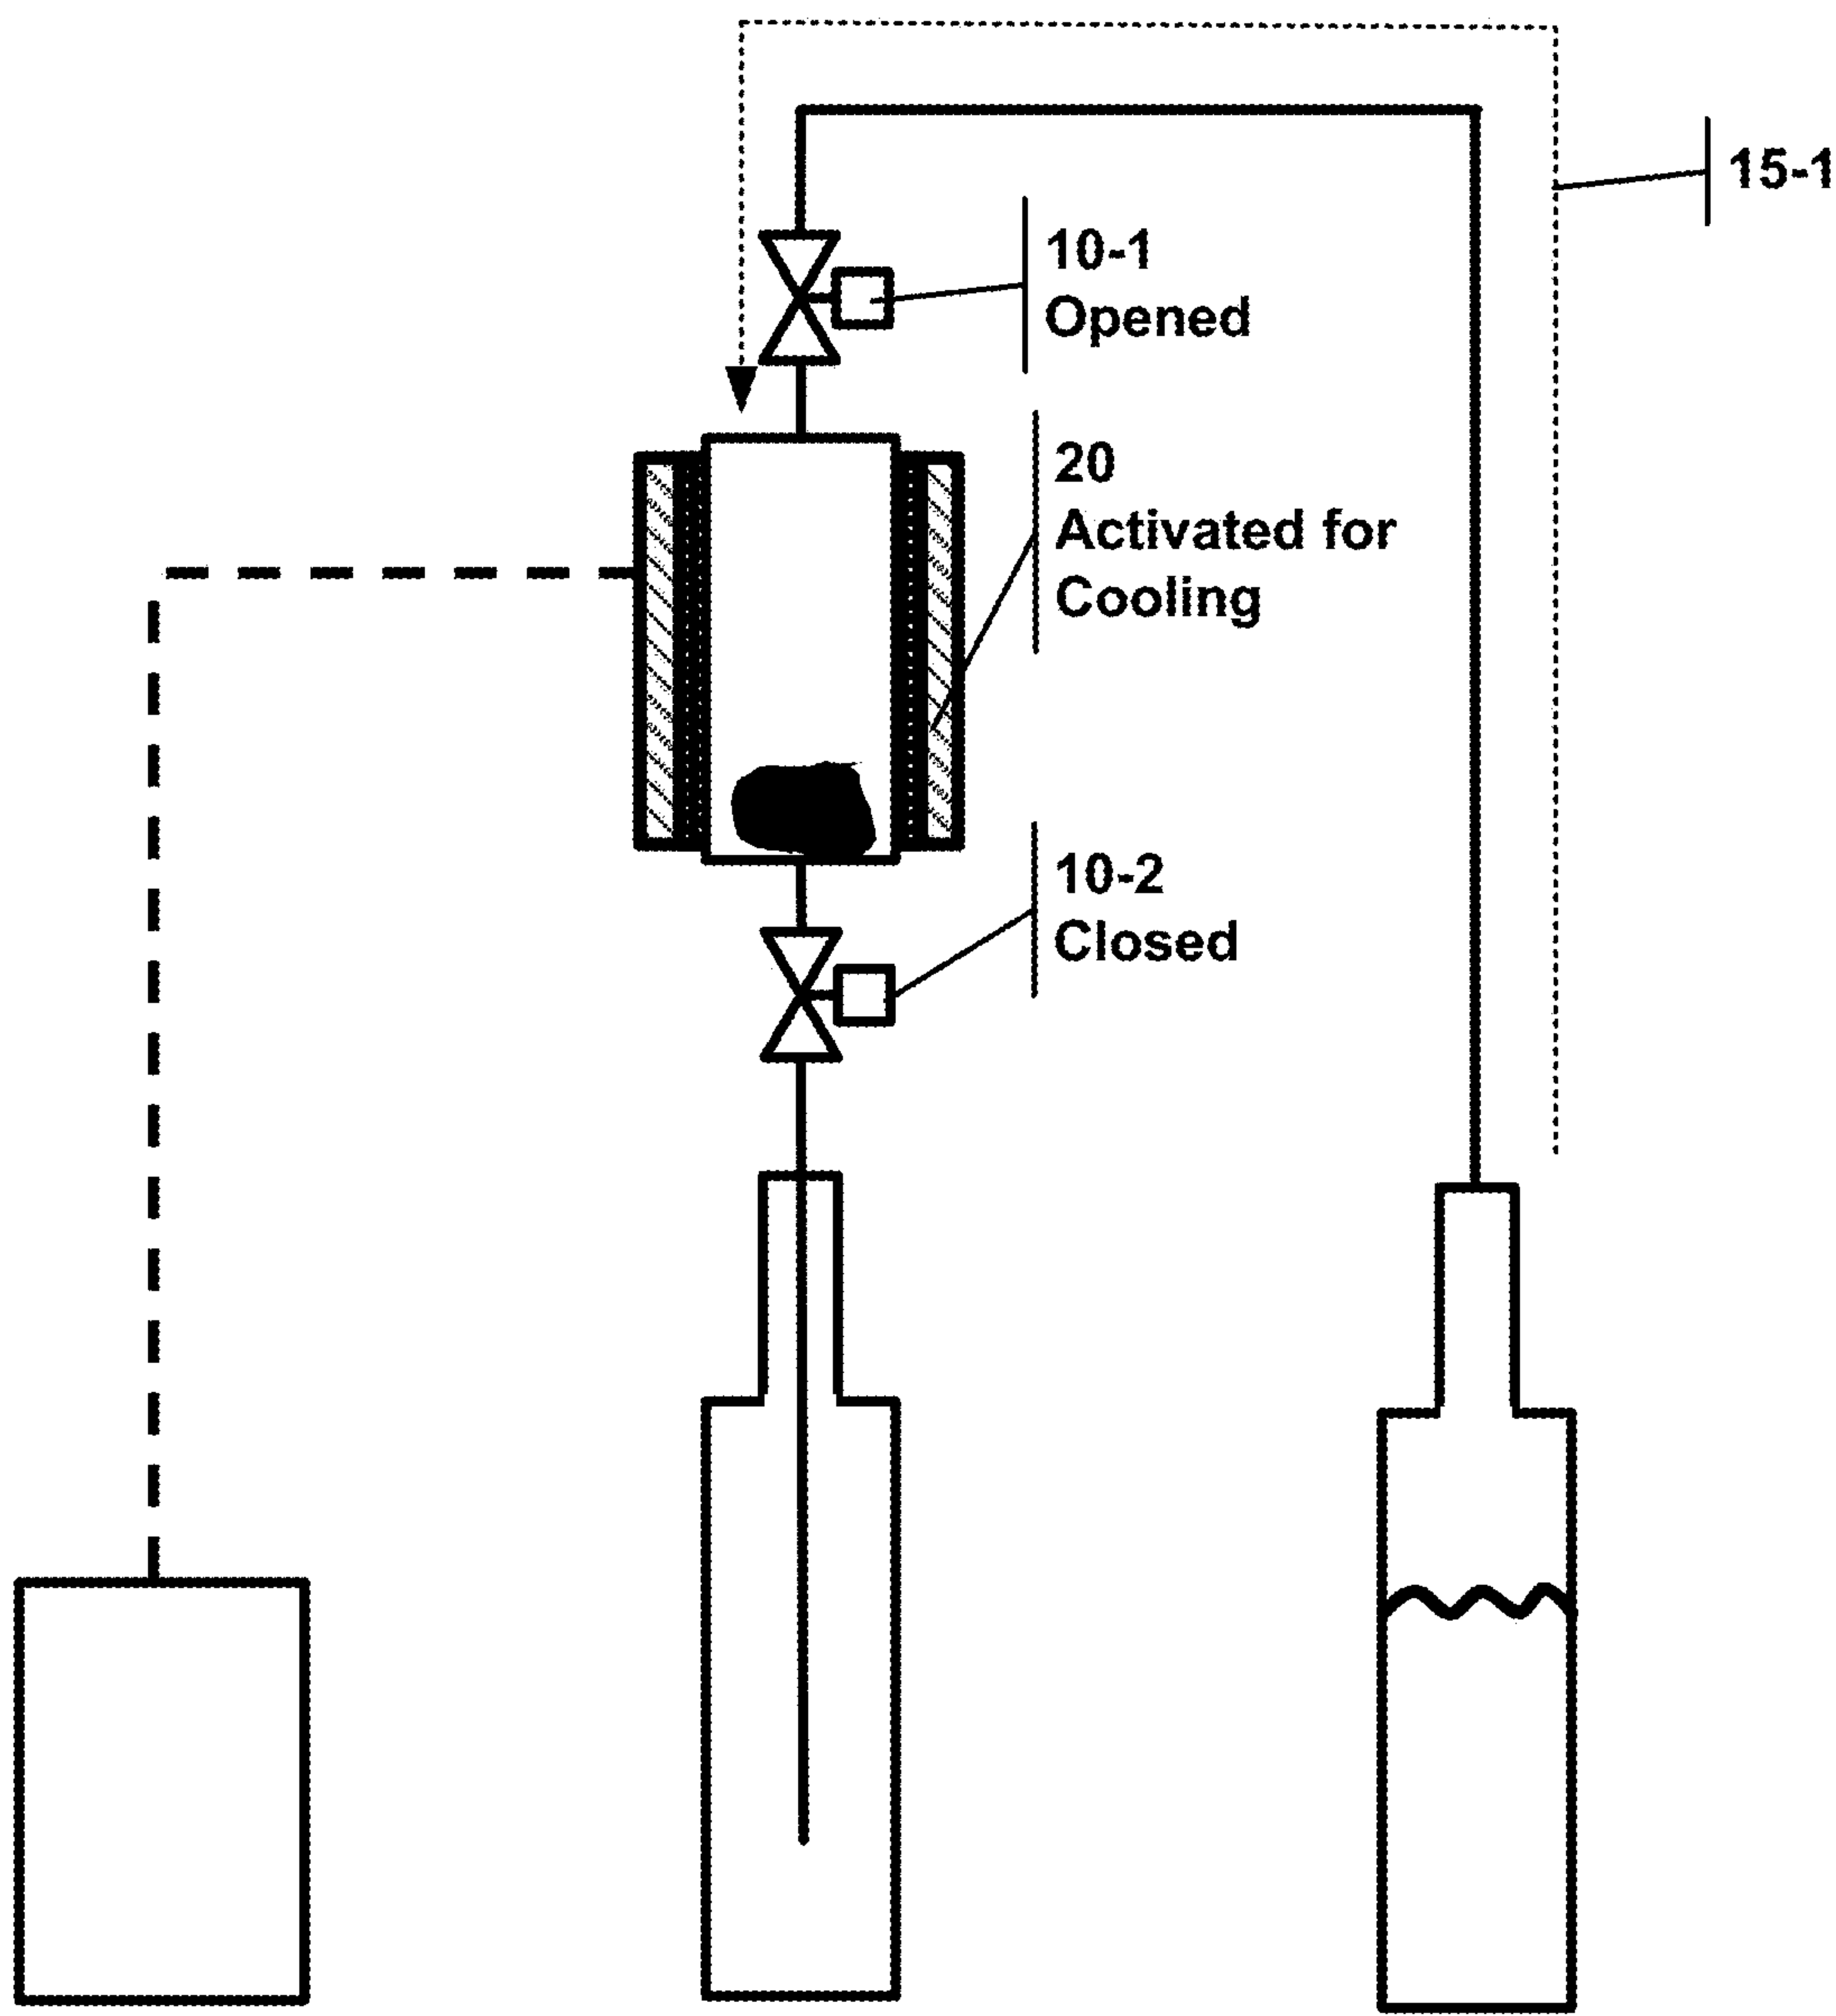 15-1
10-1
Opened
20
Activated for
Cooling
10-2
Closed